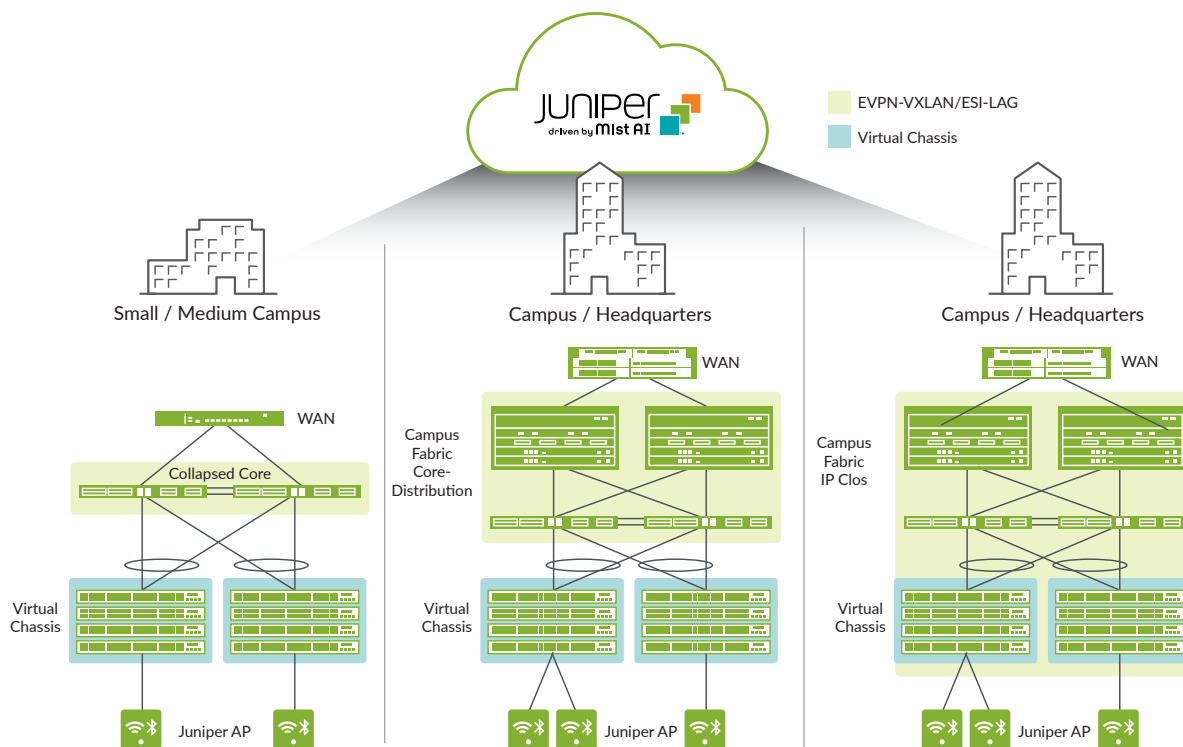 JUNIPER
driven by Mist AI
EVPN-VXLAN/ESI-LAG
Virtual Chassis
Small / Medium Campus
Campus / Headquarters
Campus / Headquarters
WAN
WAN
WAN
Collapsed Core
Campus
Fabric
Core-
Distribution
Campus
Fabric
IP Clos
Virtual
Chassis
Virtual
Chassis
Virtual
Chassis
Juniper AP
Juniper AP
Juniper AP